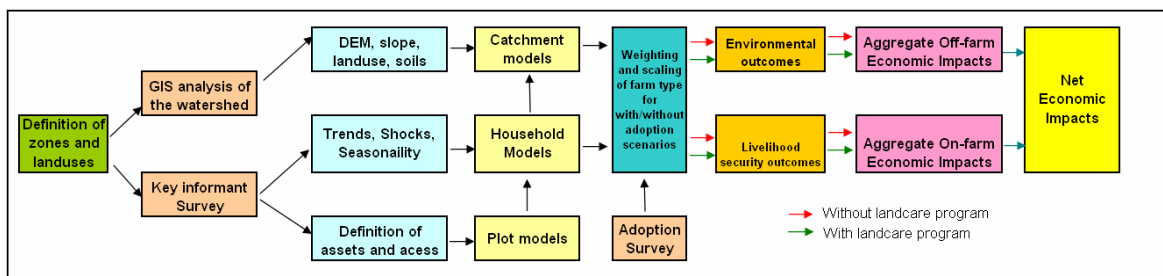 Definition of
zones and
landuses
GIS analysis of
the watershed
Key informant
Survey
DEM, slope,
landuse, soils
Trends, Shocks,
Seasonaility
Definition of
assets and acess
Catchment
models
Household
Models
Plot models
Weighting
and scaling
of farm type
for
with/without
adoption
scenarios
Adoption
Survey
Environmental
outcomes
Livelihood
security outcomes
Aggregate Off-farm
Economic Impacts
Aggregate On-farm
Economic Impacts
Net
Economic
Impacts
Without landcare program
With landcare program